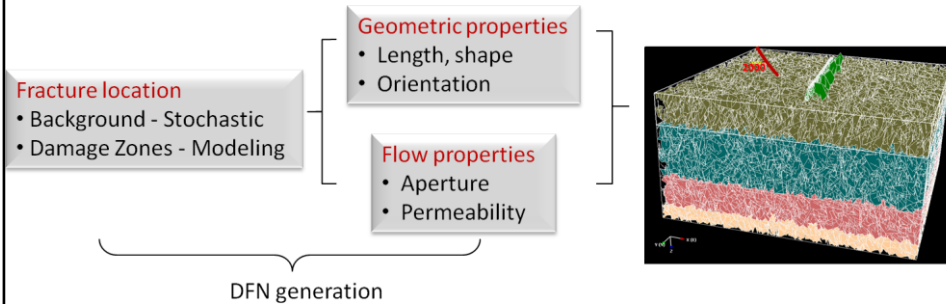 Fracture location
• Background - Stochastic
• Damage Zones - Modeling
Geometric properties
• Length, shape
• Orientation
Flow properties
• Aperture
• Permeability
DFN generation